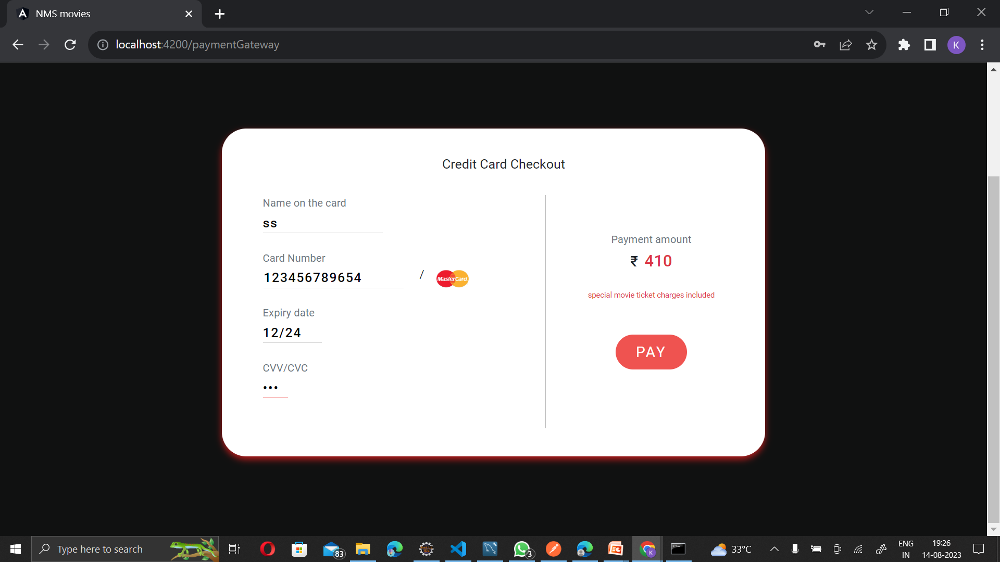 NMS movies
localhost:4200/paymentGateway
K
Credit Card Checkout
Name on the card
ss
Card Number
123456789654
/
MasterCard
Expiry date
12/24
CVV/CVC
•••
Payment amount
₹ 410
special movie ticket charges included
PAY
Type here to search
83
3
K
33°C
ENG
IN
19:26
14-08-2023